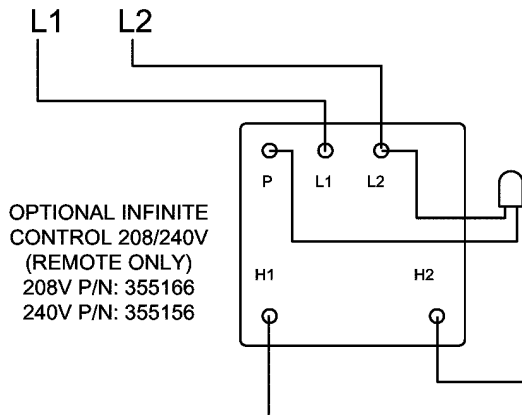 L1 L2
P L1 L2
OPTIONAL INFINITE
CONTROL 208/240V
(REMOTE ONLY)
208V P/N: 355166
240V P/N: 355156
H1 H2